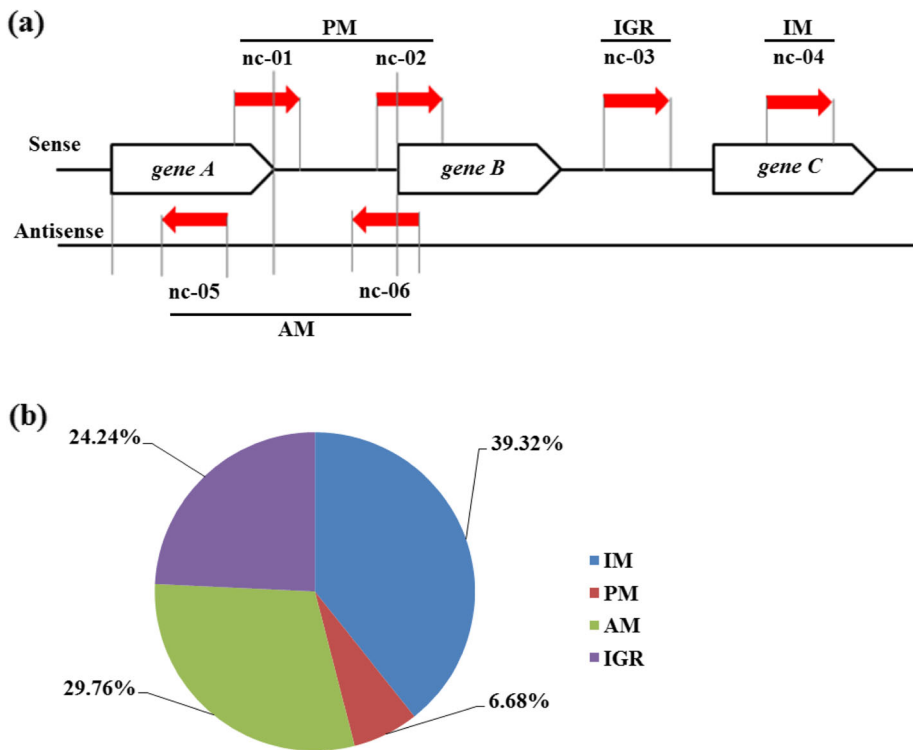 (a)
PM
IGR
IM
nc-01
nc-02
nc-03
nc-04
Sense
gene A
gene B
gene C
Antisense
nc-05
nc-06
AM
(b)
24.24%
39.32%
IM
PM
AM
IGR
29.76%
6.68%